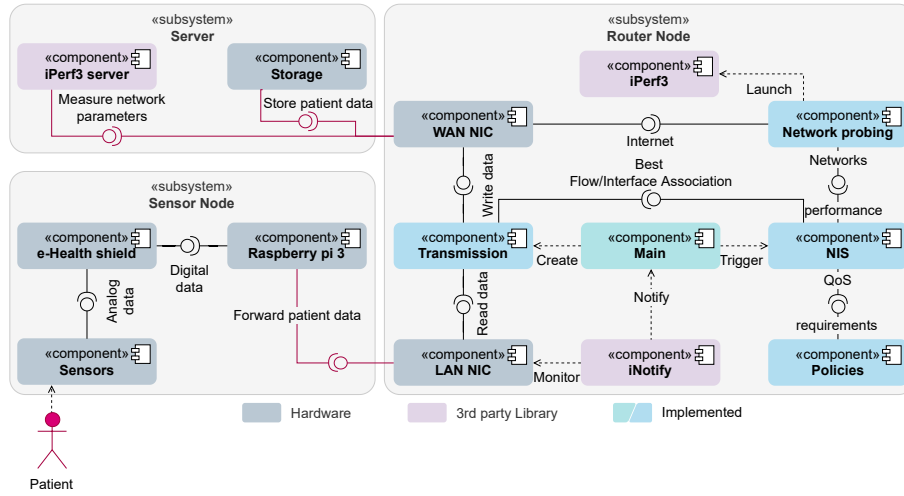 «subsystem»
Server
«component»
iPerf3 server
«component»
Storage
Measure network
parameters
Store patient data
«subsystem»
Router Node
«component»
iPerf3
Launch
«component»
WAN NIC
Internet
«component»
Network probing
Write data
Best
Flow/Interface Association
Networks
performance
«component»
Transmission
Create
«component»
Main
Trigger
«component»
NIS
Read data
Notify
QoS
requirements
«component»
LAN NIC
Monitor
«component»
iNotify
«component»
Policies
«subsystem»
Sensor Node
«component»
e-Health shield
Digital
data
«component»
Raspberry pi 3
Analog
data
Forward patient data
«component»
Sensors
Patient
Hardware
3rd party Library
Implemented